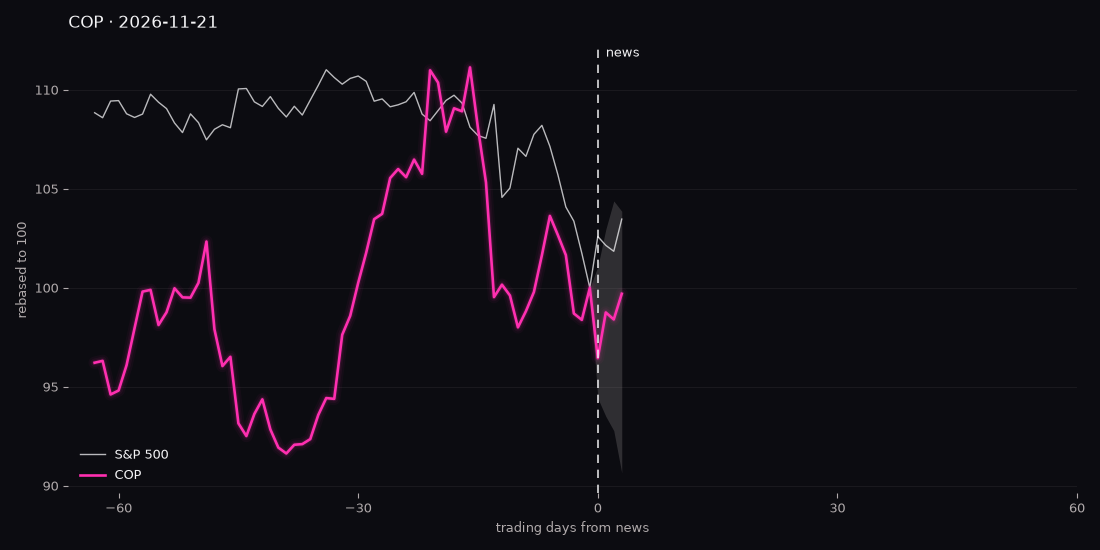 COP · 2026-11-21
news
110
105
100
95
90
rebased to 100
S&P 500
COP
−60
−30
0
30
60
trading days from news